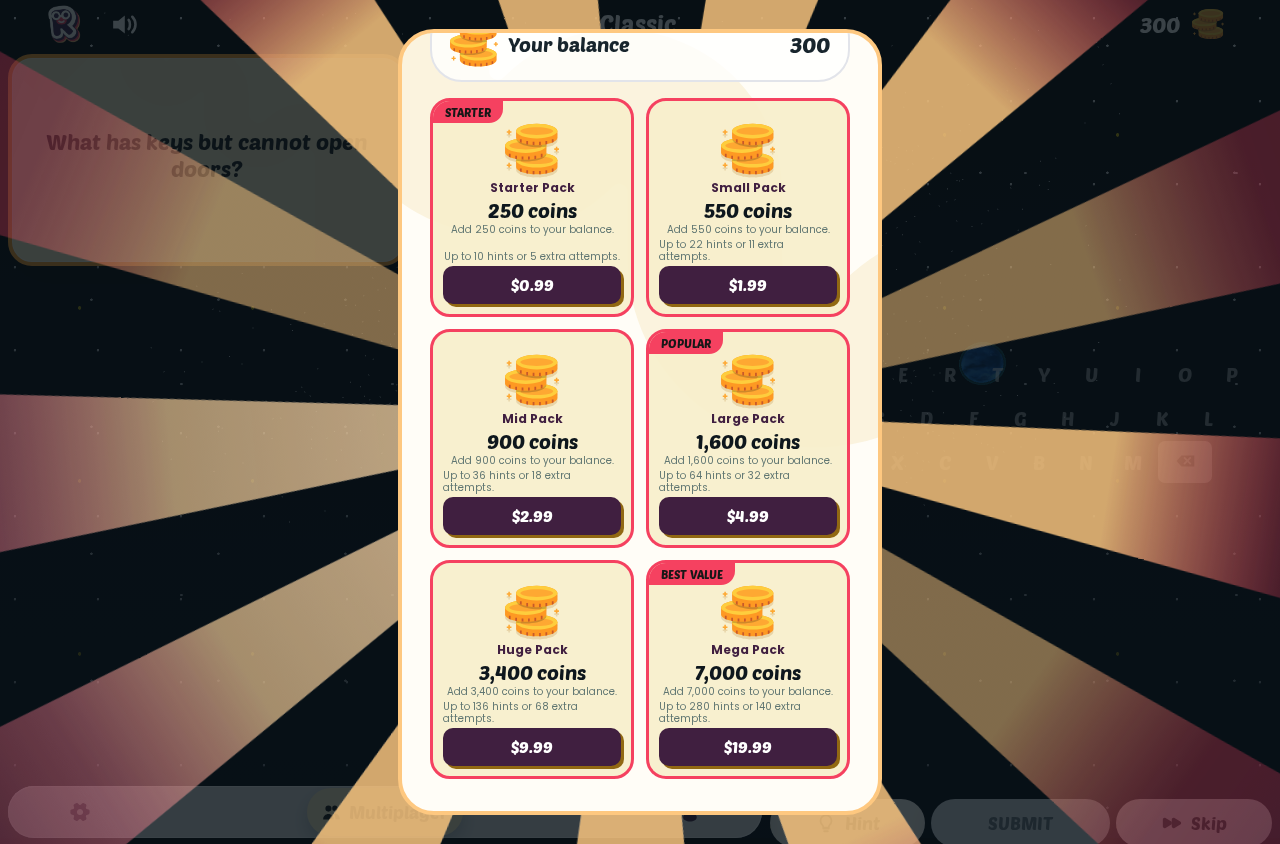 Classic
300
What has keys but cannot open
doors?
Your balance
300
STARTER
Starter Pack
250 coins
Add 250 coins to your balance.
Up to 10 hints or 5 extra attempts.
$0.99
Small Pack
550 coins
Add 550 coins to your balance.
Up to 22 hints or 11 extra
attempts.
$1.99
Mid Pack
900 coins
Add 900 coins to your balance.
Up to 36 hints or 18 extra
attempts.
$2.99
POPULAR
Large Pack
1,600 coins
Add 1,600 coins to your balance.
Up to 64 hints or 32 extra
attempts.
$4.99
Huge Pack
3,400 coins
Add 3,400 coins to your balance.
Up to 136 hints or 68 extra
attempts.
$9.99
BEST VALUE
Mega Pack
7,000 coins
Add 7,000 coins to your balance.
Up to 280 hints or 140 extra
attempts.
$19.99
E R T Y U I O P
D F G H J K L
X C V B N M
Multiplayer
Hint
SUBMIT
Skip